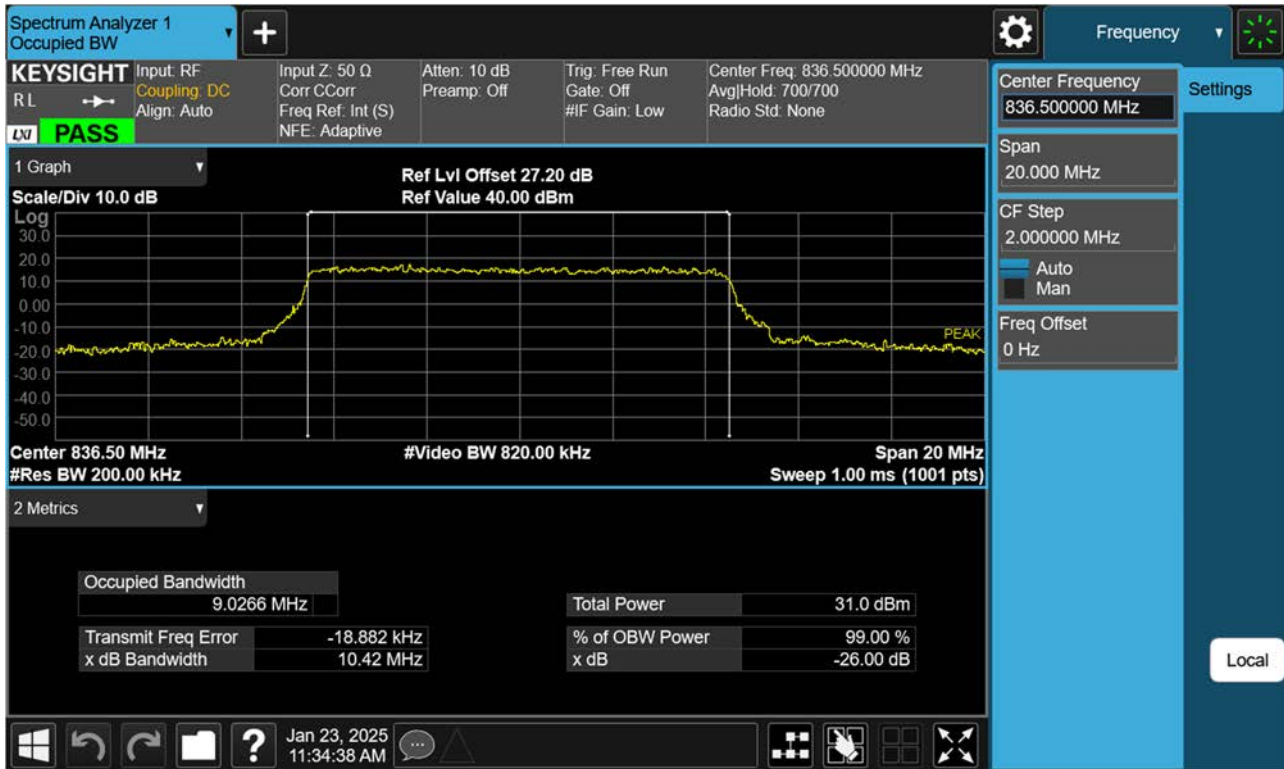 Spectrum Analyzer 1
Occupied BW
Frequency
KEYSIGHT
R L
LXI
PASS
Input: RF
Coupling: DC
Align: Auto
Input Z: 50 Ω
Corr CCorr
Freq Ref: Int (S)
NFE: Adaptive
Atten: 10 dB
Preamp: Off
Trig: Free Run
Gate: Off
#IF Gain: Low
Center Freq: 836.500000 MHz
Avg|Hold: 700/700
Radio Std: None
Center Frequency
836.500000 MHz
Settings
Span
20.000 MHz
CF Step
2.000000 MHz
Auto
Man
Freq Offset
0 Hz
Local
1 Graph
Ref Lvl Offset 27.20 dB
Scale/Div 10.0 dB
Ref Value 40.00 dBm
Log
30.0
20.0
10.0
0.00
-10.0
-20.0
-30.0
-40.0
-50.0
PEAK
Center 836.50 MHz
#Video BW 820.00 kHz
Span 20 MHz
#Res BW 200.00 kHz
Sweep 1.00 ms (1001 pts)
2 Metrics
Occupied Bandwidth
9.0266 MHz
Total Power 31.0 dBm
Transmit Freq Error -18.882 kHz
% of OBW Power 99.00 %
x dB Bandwidth 10.42 MHz
x dB -26.00 dB
?
Jan 23, 2025
11:34:38 AM